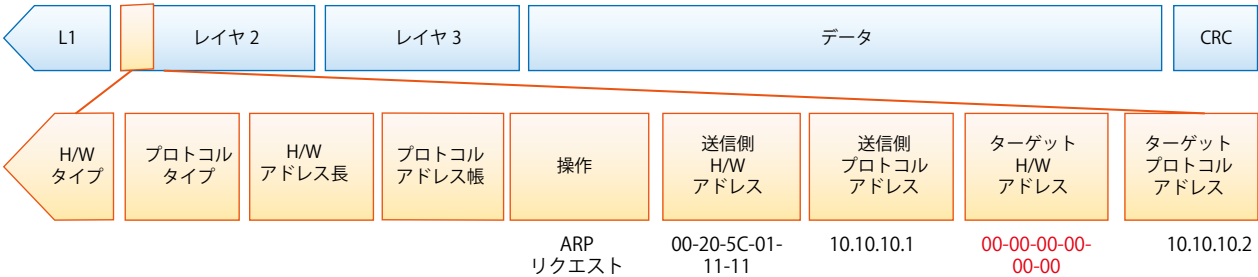 L1
レイヤ 2
レイヤ 3
データ
CRC
H/W
タイプ
プロトコル
タイプ
H/W
アドレス長
プロトコル
アドレス帳
操作
送信側
H/W
アドレス
送信側
プロトコル
アドレス
ターゲット
H/W
アドレス
ターゲット
プロトコル
アドレス
ARP
リクエスト
00-20-5C-01-
11-11
10.10.10.1
00-00-00-00-
00-00
10.10.10.2